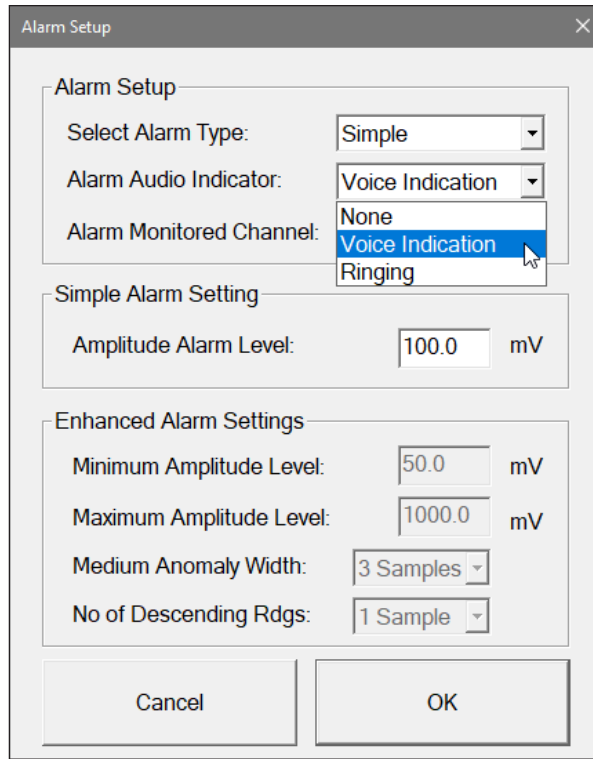 Alarm Setup
Alarm Setup
Select Alarm Type: Simple
Alarm Audio Indicator: Voice Indication
None
Alarm Monitored Channel: Voice Indication
Ringing
Simple Alarm Setting
Amplitude Alarm Level: 100.0 mV
Enhanced Alarm Settings
Minimum Amplitude Level: 50.0 mV
Maximum Amplitude Level: 1000.0 mV
Medium Anomaly Width: 3 Samples
No of Descending Rdgs: 1 Sample
Cancel OK